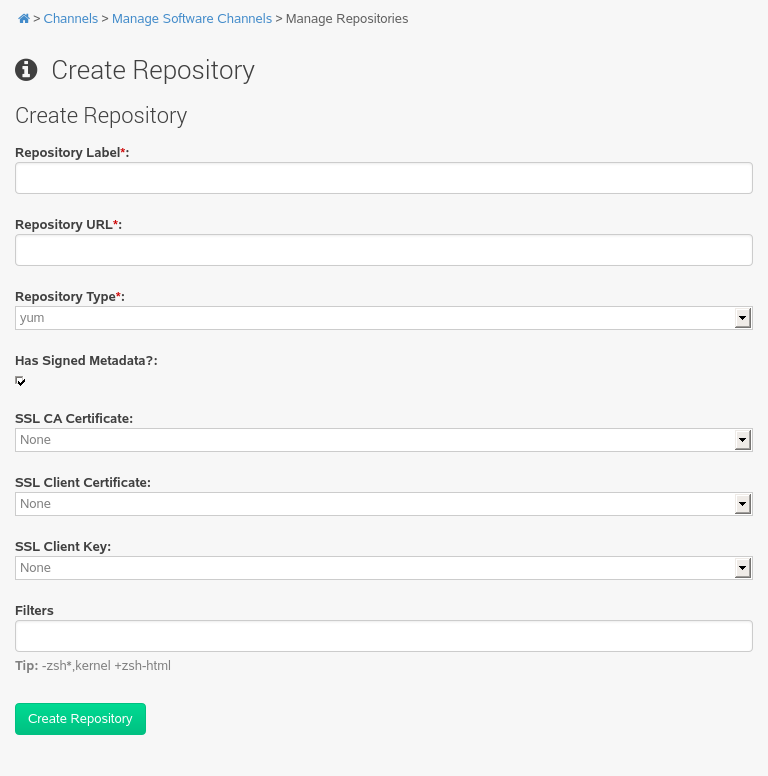 > Channels > Manage Software Channels > Manage Repositories
Create Repository
Create Repository
Repository Label*:
Repository URL*:
Repository Type*:
yum
Has Signed Metadata?:
SSL CA Certificate:
None
SSL Client Certificate:
None
SSL Client Key:
None
Filters
Tip: -zsh*,kernel +zsh-html
Create Repository